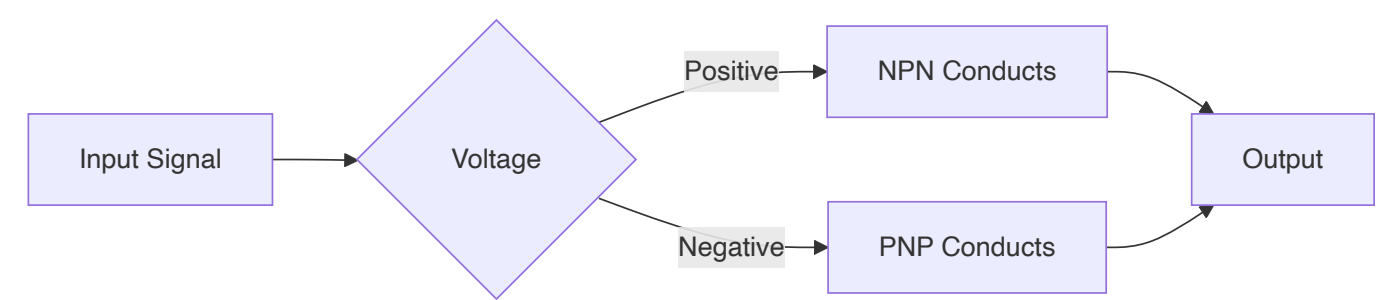 Input Signal
Voltage
Positive
NPN Conducts
Negative
PNP Conducts
Output